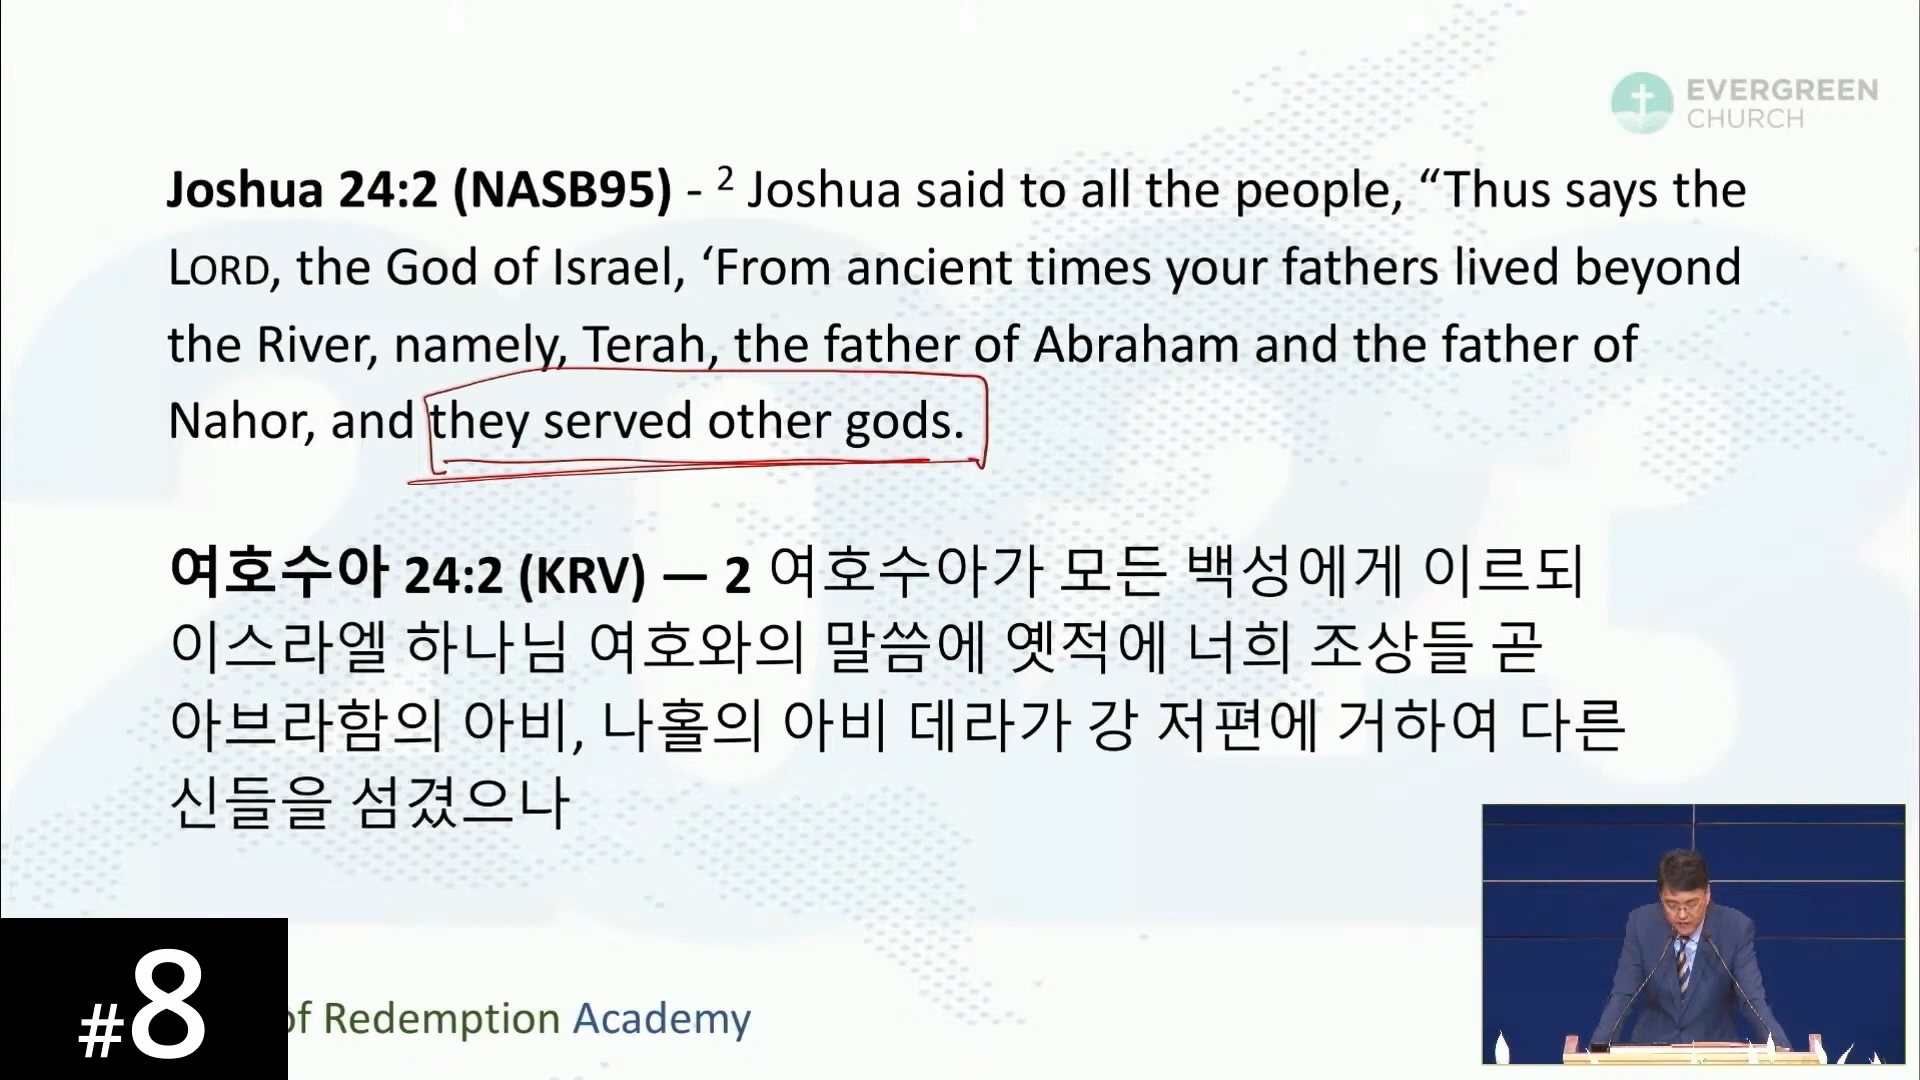 EVERGREEN
CHURCH
Joshua 24:2 (NASB95) - 2 Joshua said to all the people, “Thus says the
LORD, the God of Israel, ‘From ancient times your fathers lived beyond
the River, namely, Terah, the father of Abraham and the father of
Nahor, and they served other gods.
여호수아 24:2 (KRV) — 2 여호수아가 모든 백성에게 이르되
이스라엘 하나님 여호와의 말씀에 옛적에 너희 조상들 곧
아브라함의 아비, 나홀의 아비 데라가 강 저편에 거하여 다른
신들을 섬겼으나
#8
of Redemption Academy